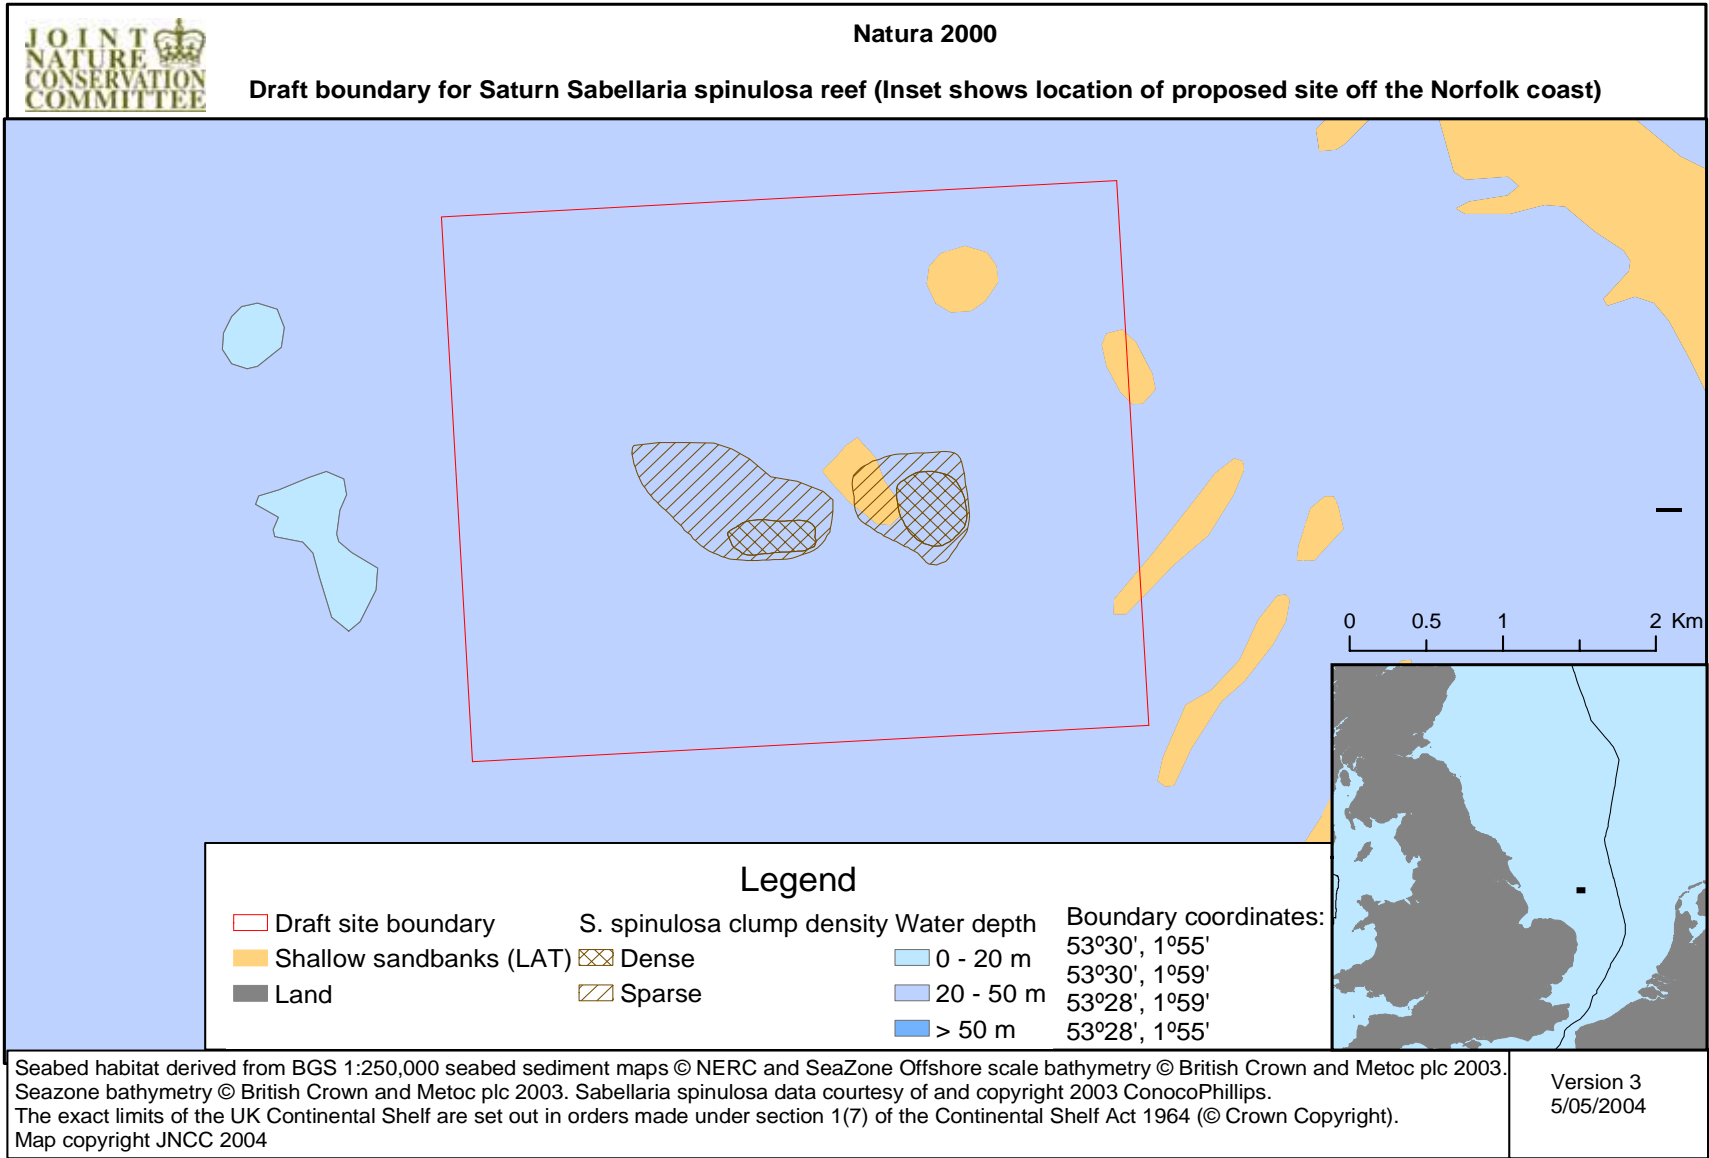 JOINT
NATURE
CONSERVATION
COMMITTEE
Natura 2000
Draft boundary for Saturn Sabellaria spinulosa reef (Inset shows location of proposed site off the Norfolk coast)
0 0.5 1 2 Km
Legend
Draft site boundary
Shallow sandbanks (LAT)
Land
S. spinulosa clump density
Dense
Sparse
Water depth
0 - 20 m
20 - 50 m
> 50 m
Boundary coordinates:
53º30', 1º55'
53º30', 1º59'
53º28', 1º59'
53º28', 1º55'
Seabed habitat derived from BGS 1:250,000 seabed sediment maps © NERC and SeaZone Offshore scale bathymetry © British Crown and Metoc plc 2003.
Seazone bathymetry © British Crown and Metoc plc 2003. Sabellaria spinulosa data courtesy of and copyright 2003 ConocoPhillips.
The exact limits of the UK Continental Shelf are set out in orders made under section 1(7) of the Continental Shelf Act 1964 (© Crown Copyright).
Map copyright JNCC 2004
Version 3
5/05/2004